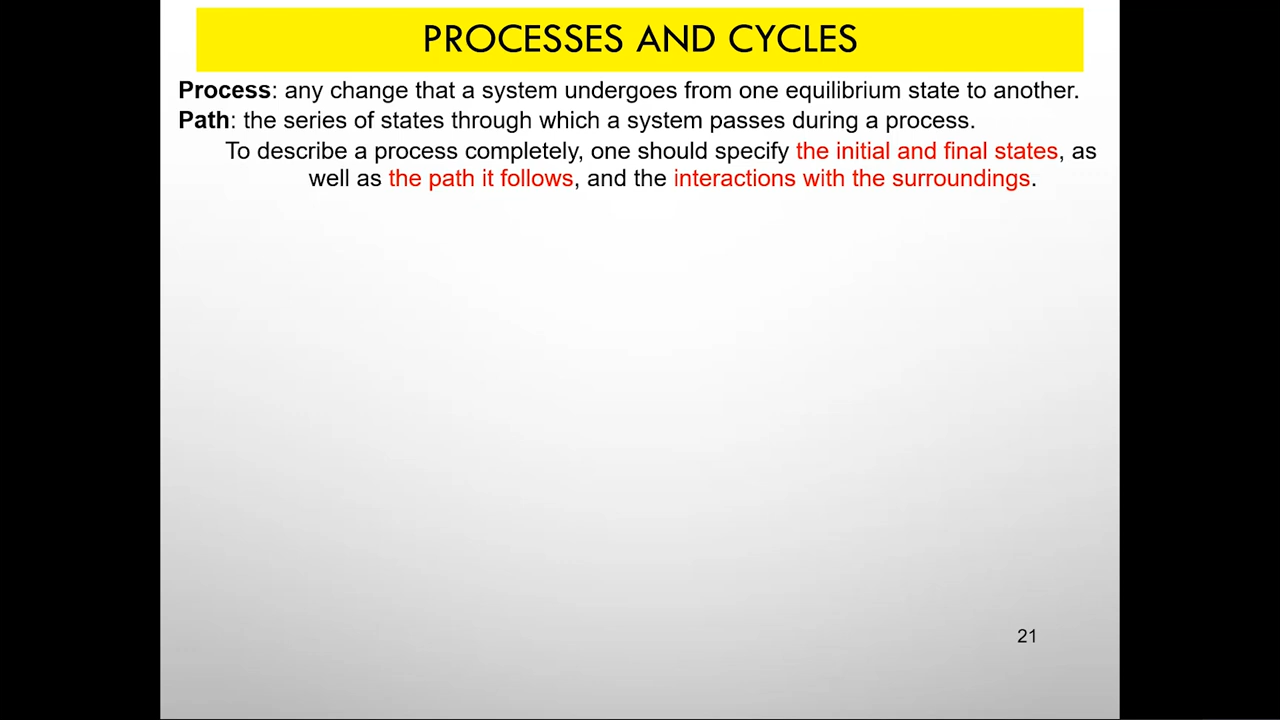 PROCESSES AND CYCLES
Process: any change that a system undergoes from one equilibrium state to another.
Path: the series of states through which a system passes during a process.
To describe a process completely, one should specify the initial and final states, as
well as the path it follows, and the interactions with the surroundings.
21